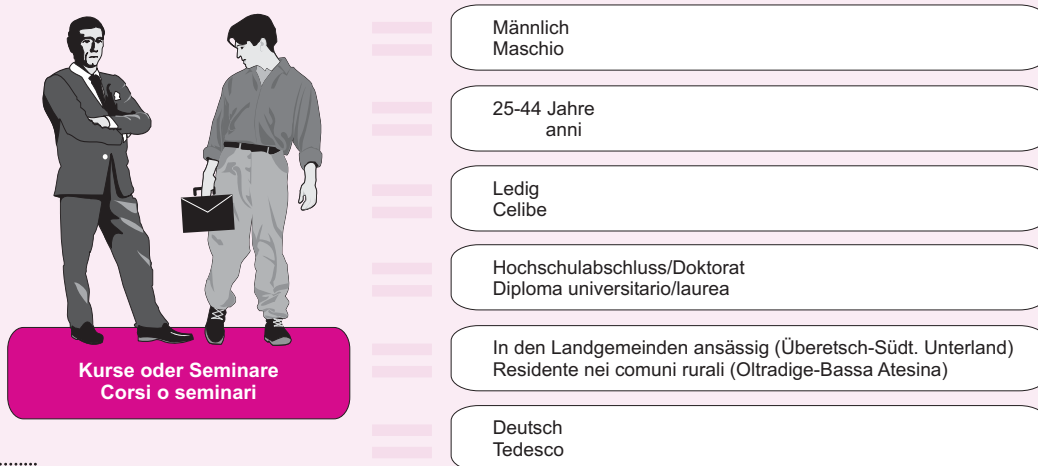 Männlich
Maschio
25-44 Jahre
anni
Ledig
Celibe
Hochschulabschluss/Doktorat
Diploma universitario/laurea
In den Landgemeinden ansässig (Überetsch-Südt. Unterland)
Residente nei comuni rurali (Oltradige-Bassa Atesina)
Kurse oder Seminare
Corsi o seminari
Deutsch
Tedesco